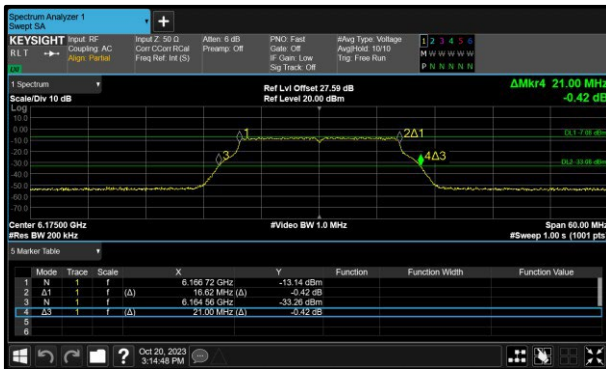 Spectrum Analyzer 1
Swept SA
KEYSIGHT Input: RF Input Z: 50 Ω Atten: 6 dB PNO: Fast #Avg Type: Voltage 1 2 3 4 5 6
RLT Coupling: AC Corr CCorr RCal Preamp: Off Gate: Off Avg|Hold: 10/10 M W W W W W
Align: Partial Freq Ref: Int (S) IF Gain: Low Trig: Free Run
Sig Track: Off P N N N N N
1 Spectrum Ref Lvl Offset 27.59 dB ΔMkr4 21.00 MHz
Scale/Div 10 dB Ref Level 20.00 dBm -0.42 dB
Log
10.0
0.00
-10.0
-20.0
-30.0
-40.0
-50.0
-60.0
-70.0
1
2Δ1
3
4Δ3
Center 6.17500 GHz #Video BW 1.0 MHz Span 60.00 MHz
#Res BW 200 kHz #Sweep 1.00 s (1001 pts)
5 Marker Table
Mode Trace Scale X Y Function Function Width Function Value
1 N 1 f 6.166 72 GHz -13.14 dBm
2 Δ1 1 f (Δ) 16.62 MHz (Δ) -0.42 dB
3 N 1 f 6.164 56 GHz -33.26 dBm
4 Δ3 1 f (Δ) 21.00 MHz (Δ) -0.42 dB
5
6
? Oct 20, 2023
3:14:48 PM